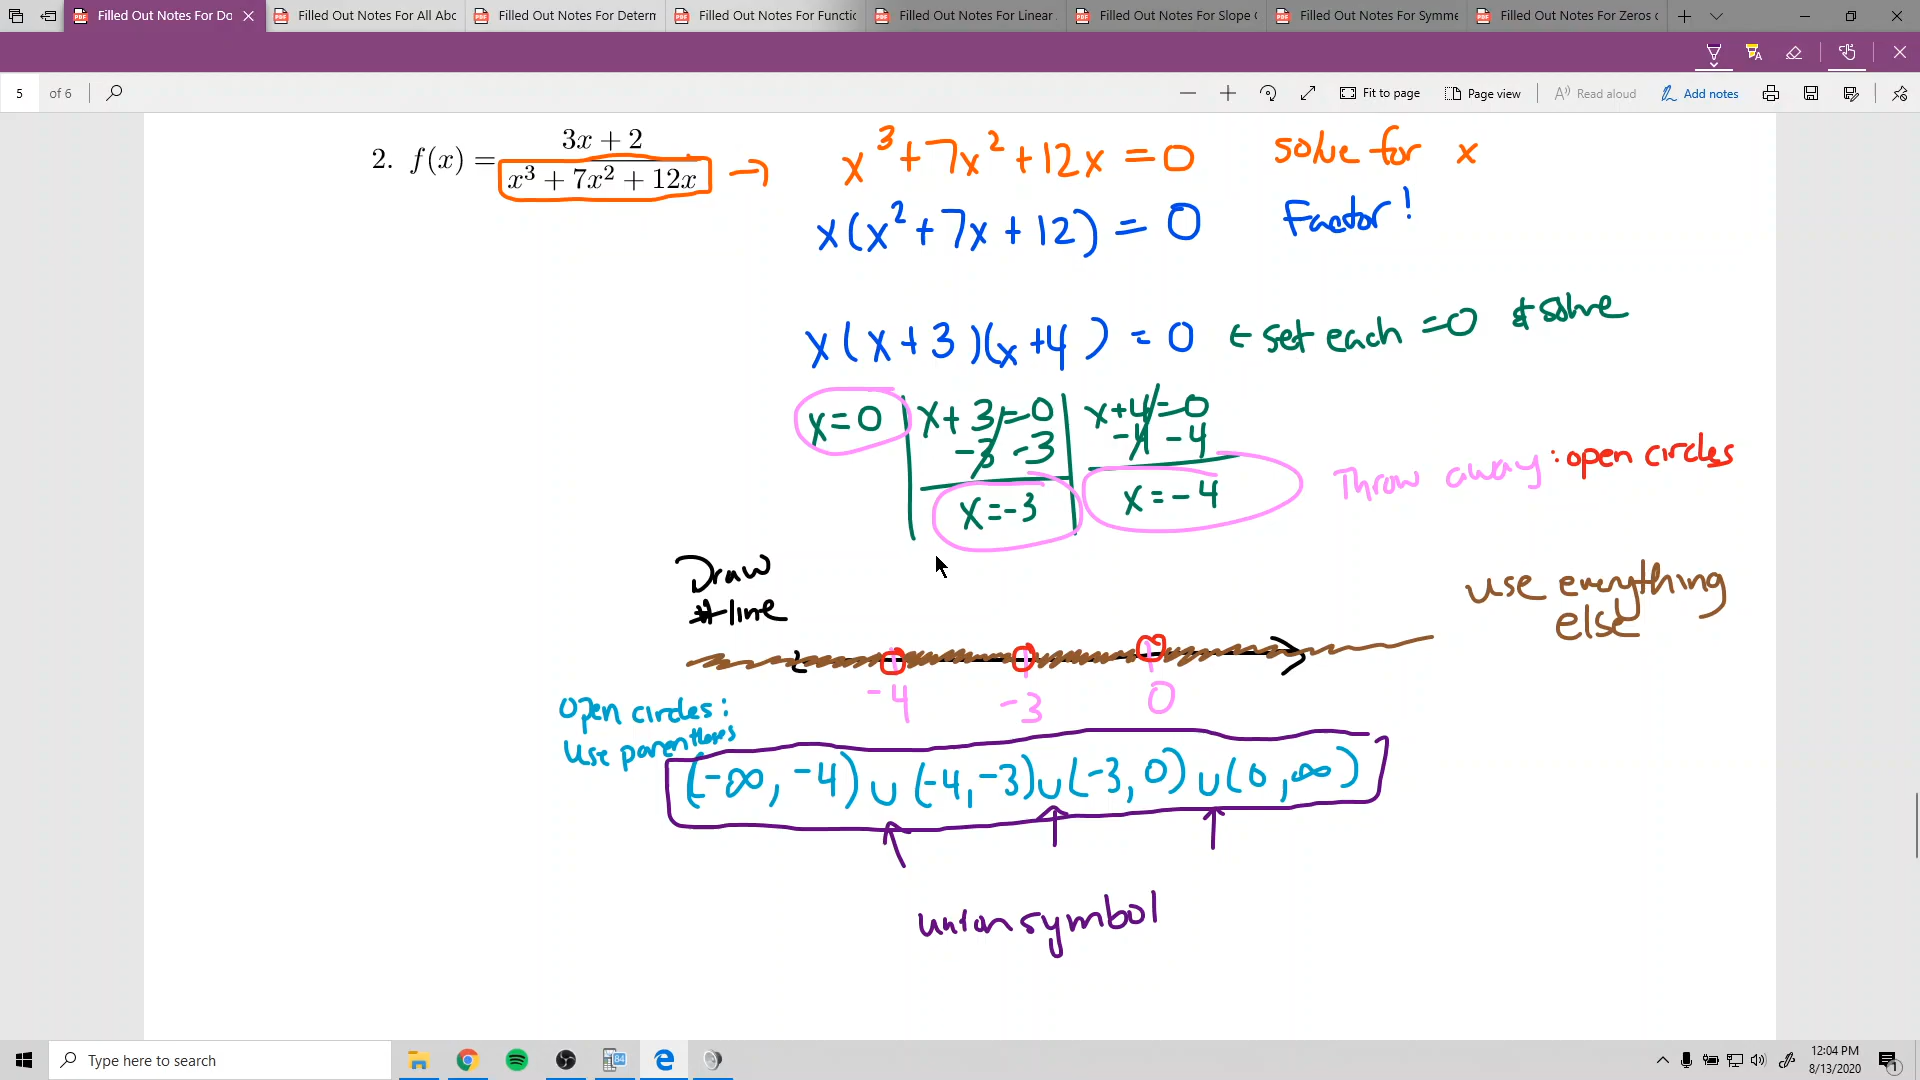 Filled Out Notes For Do
Filled Out Notes For All Abo
Filled Out Notes For Determ
Filled Out Notes For Functio
Filled Out Notes For Linear
Filled Out Notes For Slope
Filled Out Notes For Symme
Filled Out Notes For Zeros
5 of 6
Fit to page
Page view
Read aloud
Add notes
2. f(x) = (3x + 2)/(x³ + 7x² + 12x) → x³ + 7x² + 12x = 0 solve for x
x(x² + 7x + 12) = 0 Factor!
x(x + 3)(x + 4) = 0 ← set each = 0 & solve
x = 0 | x + 3 = 0 | x + 4 = 0
-3 -3 | -4 -4
x = -3 | x = -4
Throw away: open circles
Draw
# line
use everything
else
-4 -3 0
Open circles:
Use parentheses
(-∞, -4) ∪ (-4, -3) ∪ (-3, 0) ∪ (0, ∞)
union symbol
Type here to search
84
12:04 PM
8/13/2020
1